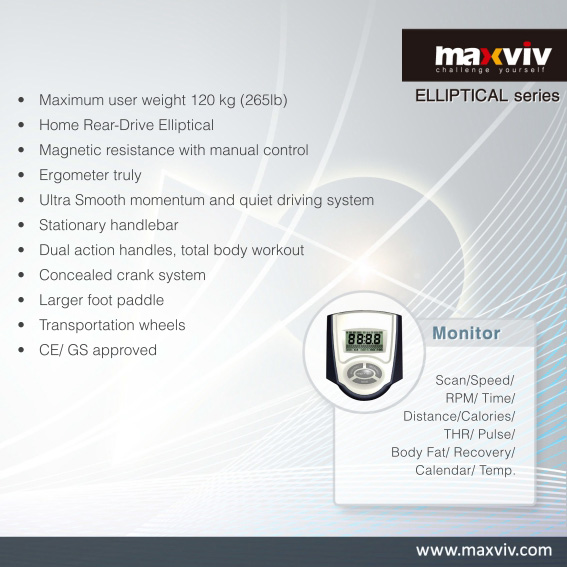 maxviv
challenge yourself
ELLIPTICAL series
• Maximum user weight 120 kg (265lb)
• Home Rear-Drive Elliptical
• Magnetic resistance with manual control
• Ergometer truly
• Ultra Smooth momentum and quiet driving system
• Stationary handlebar
• Dual action handles, total body workout
• Concealed crank system
• Larger foot paddle
• Transportation wheels
• CE/ GS approved
88:8.8
Monitor
Scan/Speed/
RPM/ Time/
Distance/Calories/
THR/ Pulse/
Body Fat/ Recovery/
Calendar/ Temp.
www.maxviv.com